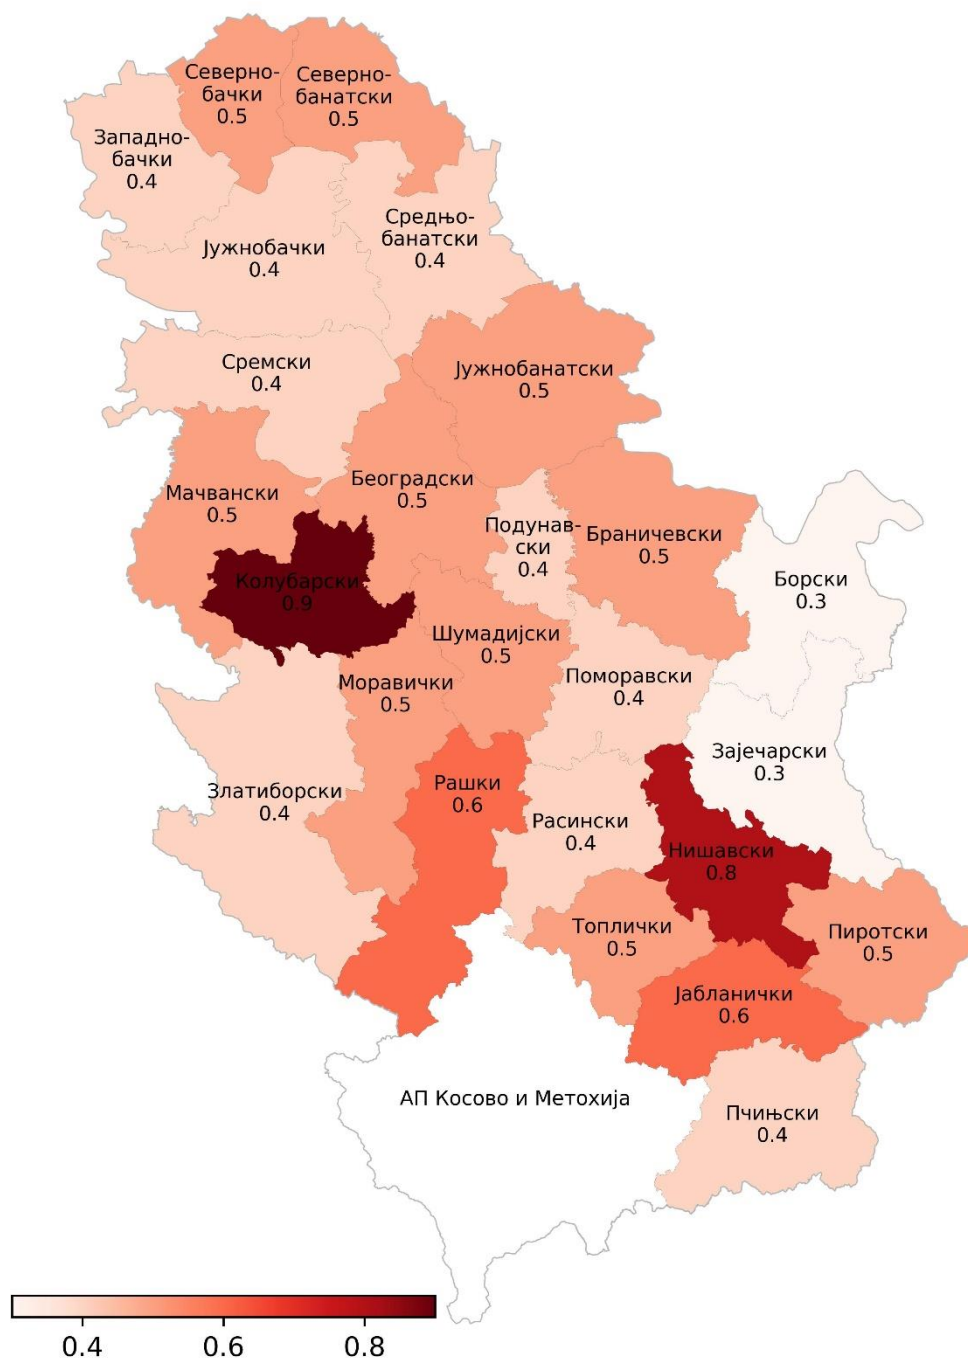 Северно-
бачки
0.5
Северно-
банатски
0.5
Западно-
бачки
0.4
Јужнобачки
0.4
Средњо-
банатски
0.4
Сремски
0.4
Јужнобанатски
0.5
Мачвански
0.5
Београдски
0.5
Подунав-
ски
0.4
Браничевски
0.5
Борски
0.3
Колубарски
0.9
Шумадијски
0.5
Моравички
0.5
Поморавски
0.4
Зајечарски
0.3
Златиборски
0.4
Рашки
0.6
Расински
0.4
Нишавски
0.8
Топлички
0.5
Пиротски
0.5
Јабланички
0.6
АП Косово и Метохија
Пчињски
0.4
0.4
0.6
0.8